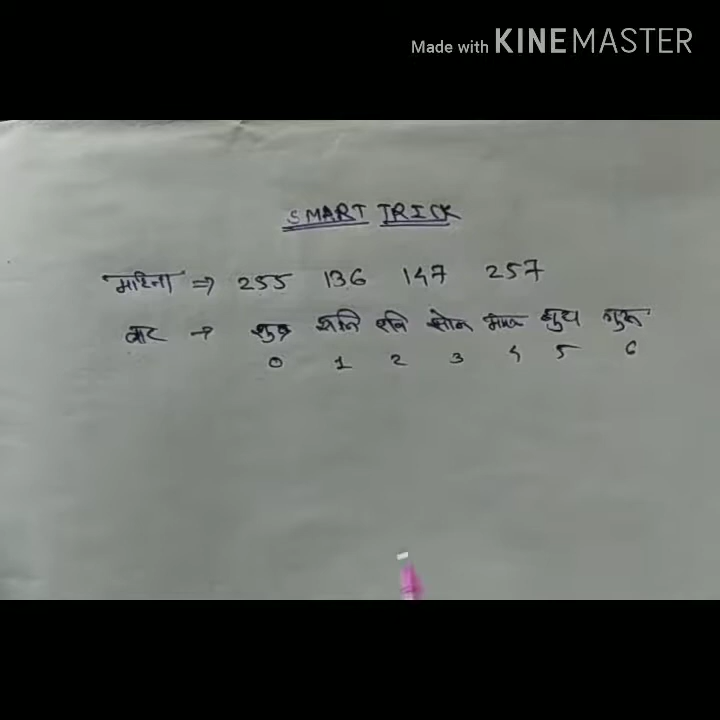 Made with KINEMASTER
SMART TRICK
महिना ⇒ 255 136 147 257
वार → शुक्र शनि रवि सोम मंगल बुध गुरू
0 1 2 3 4 5 6